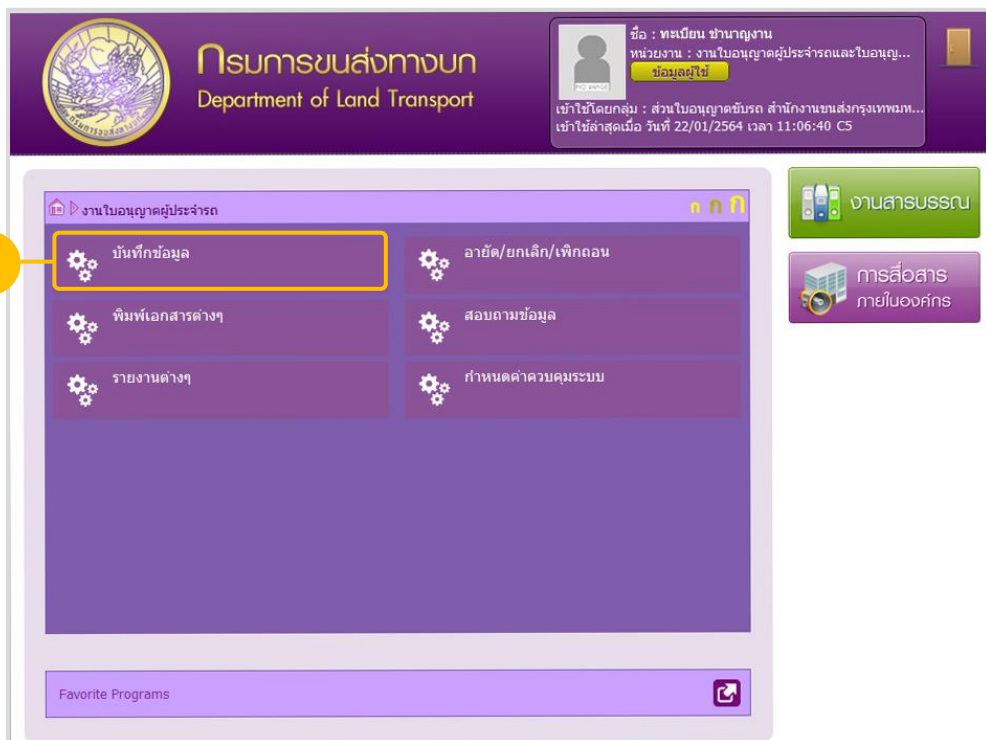 กรมการขนส่งทางบก
Department of Land Transport
ชื่อ : ทะเบียน ชำนาญงาน
หน่วยงาน : งานใบอนุญาตผู้ประจำรถและใบอนุญ...
ข้อมูลผู้ใช้
เข้าใช้โดยกลุ่ม : ส่วนใบอนุญาตขับรถ สำนักงานขนส่งกรุงเทพมห...
เข้าใช้ล่าสุดเมื่อ วันที่ 22/01/2564 เวลา 11:06:40 C5
งานใบอนุญาตผู้ประจำรถ
ก ก ก
บันทึกข้อมูล
อายัด/ยกเลิก/เพิกถอน
พิมพ์เอกสารต่างๆ
สอบถามข้อมูล
รายงานต่างๆ
กำหนดค่าควบคุมระบบ
งานสารบรรณ
การสื่อสาร
ภายในองค์กร
Favorite Programs